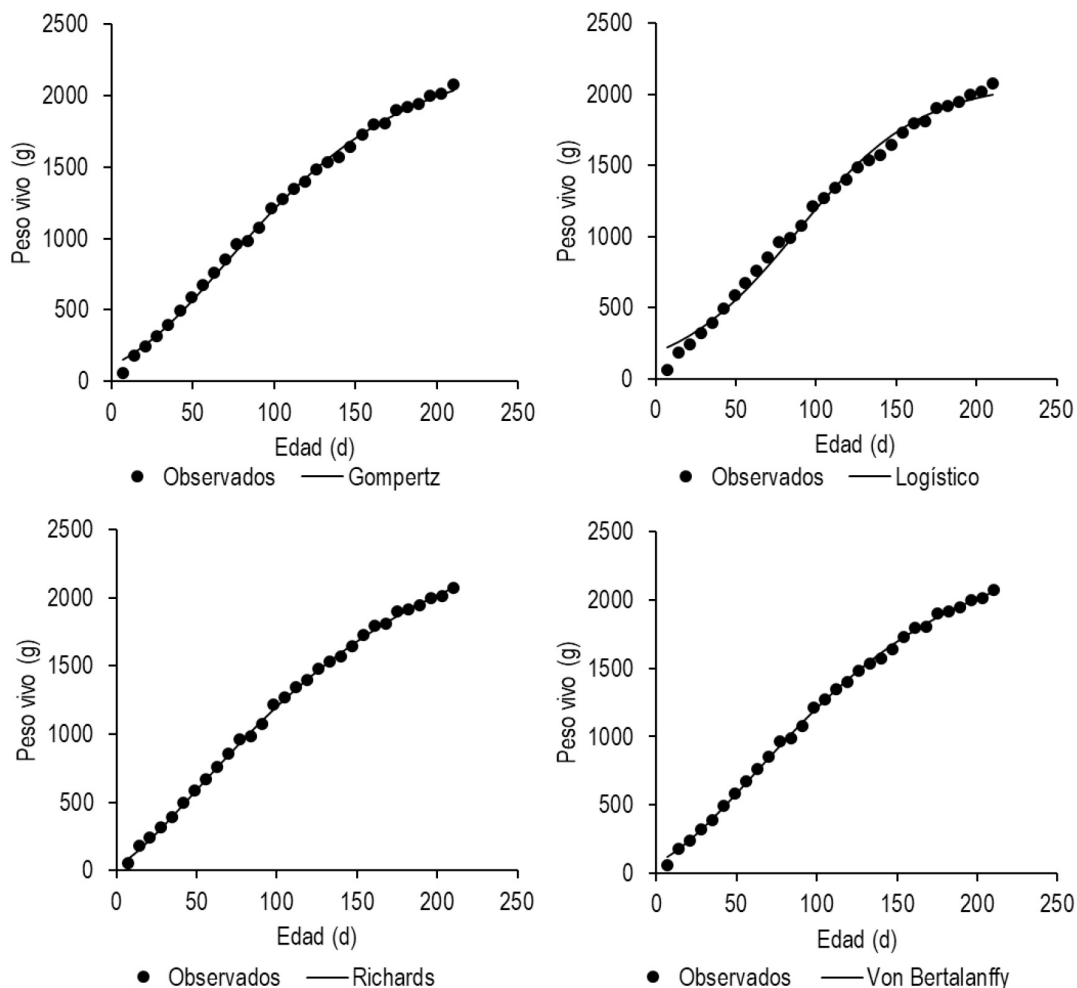 2500
2000
1500
1000
500
0
Peso vivo (g)
0 50 100 150 200 250
Edad (d)
Observados Gompertz
2500
2000
1500
1000
500
0
Peso vivo (g)
0 50 100 150 200 250
Edad (d)
Observados Logístico
2500
2000
1500
1000
500
0
Peso vivo (g)
0 50 100 150 200 250
Edad (d)
Observados Richards
2500
2000
1500
1000
500
0
Peso vivo (g)
0 50 100 150 200 250
Edad (d)
Observados Von Bertalanffy